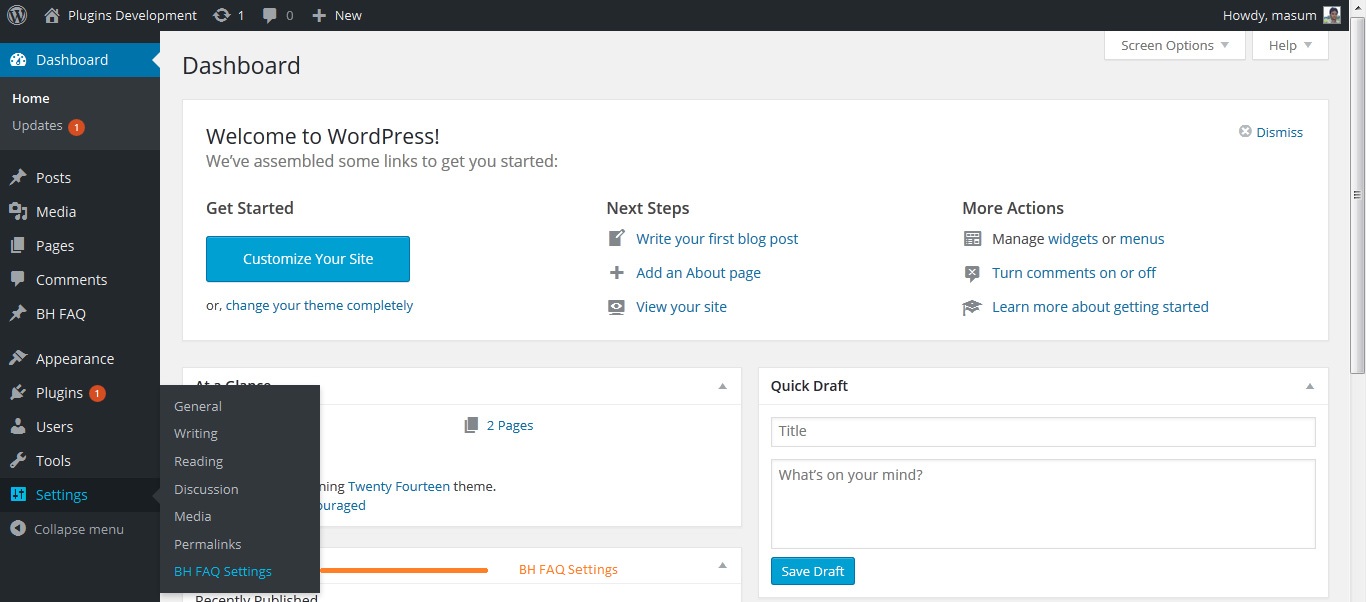 Plugins Development 1 0 New Howdy, masum
Screen Options Help
Dashboard
Home
Updates 1
Posts
Media
Pages
Comments
BH FAQ
Appearance
Plugins 1
Users
Tools
Settings
Collapse menu
General
Writing
Reading
Discussion
Media
Permalinks
BH FAQ Settings
Dashboard
Welcome to WordPress!
Dismiss
We've assembled some links to get you started:
Get Started
Customize Your Site
or, change your theme completely
Next Steps
Write your first blog post
Add an About page
View your site
More Actions
Manage widgets or menus
Turn comments on or off
Learn more about getting started
At a Glance
2 Pages
ming Twenty Fourteen theme.
ouraged
BH FAQ Settings
Recently Published
Quick Draft
Title
What's on your mind?
Save Draft